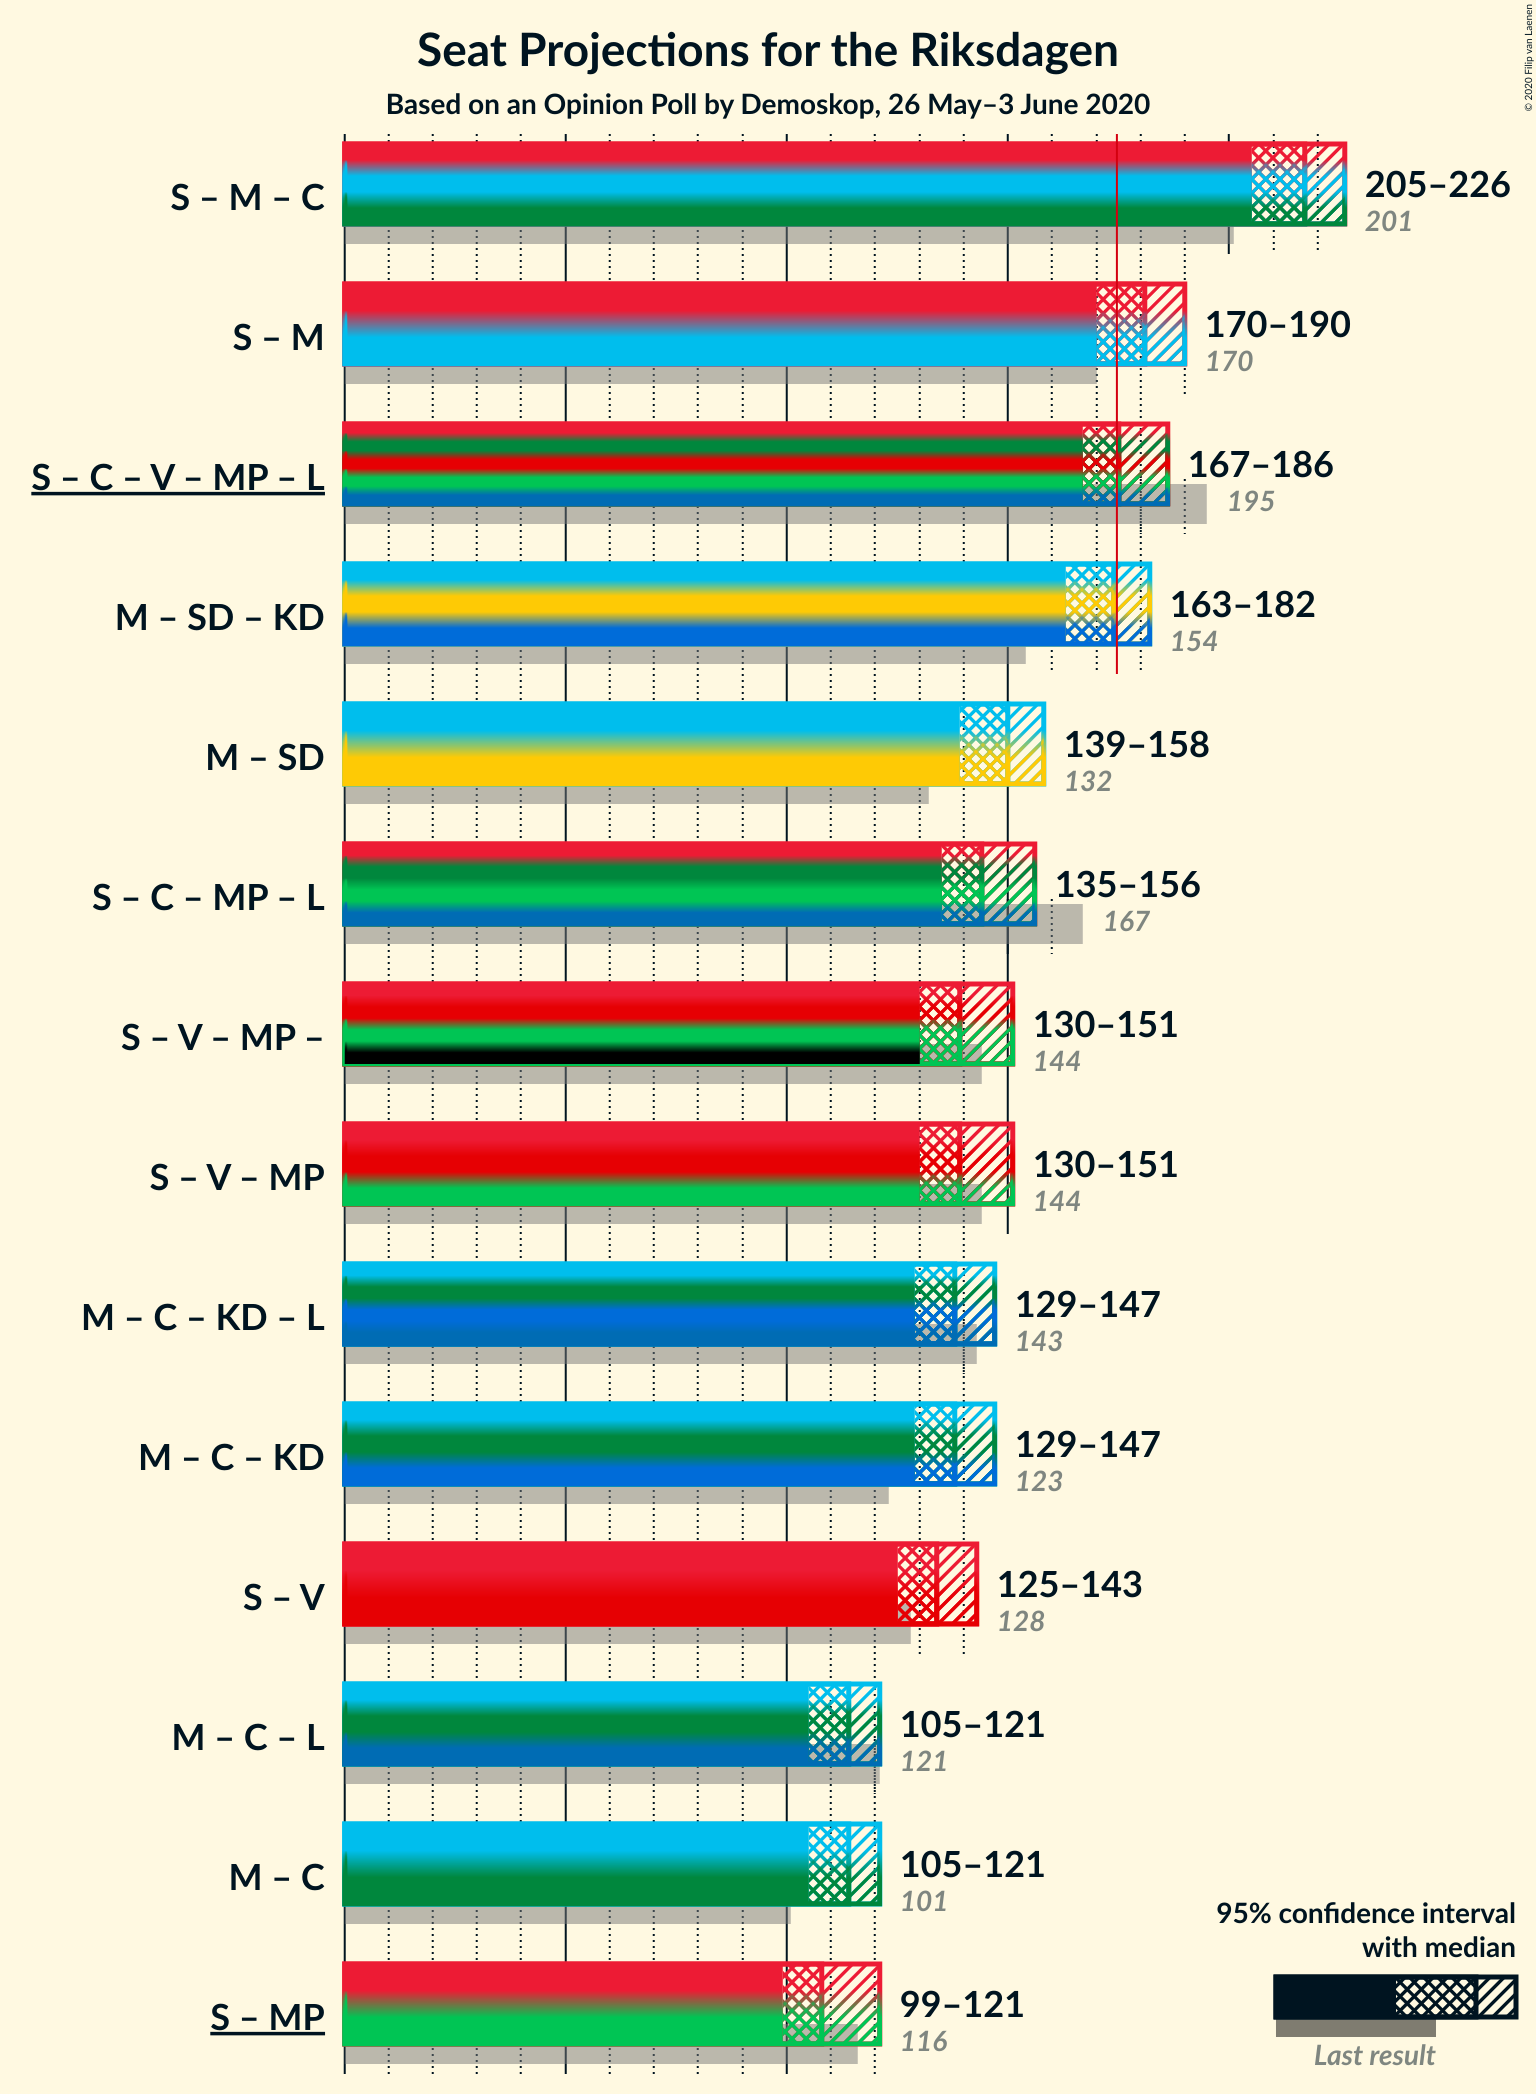 Seat Projections for the Riksdagen
Based on an Opinion Poll by Demoskop, 26 May–3 June 2020
© 2020 Filip van Laenen
S – M – C
205–226
201
S – M
170–190
170
S – C – V – MP – L
167–186
195
M – SD – KD
163–182
154
M – SD
139–158
132
S – C – MP – L
135–156
167
S – V – MP –
130–151
144
S – V – MP
130–151
144
M – C – KD – L
129–147
143
M – C – KD
129–147
123
S – V
125–143
128
M – C – L
105–121
121
M – C
105–121
101
S – MP
99–121
116
95% confidence interval
with median
Last result